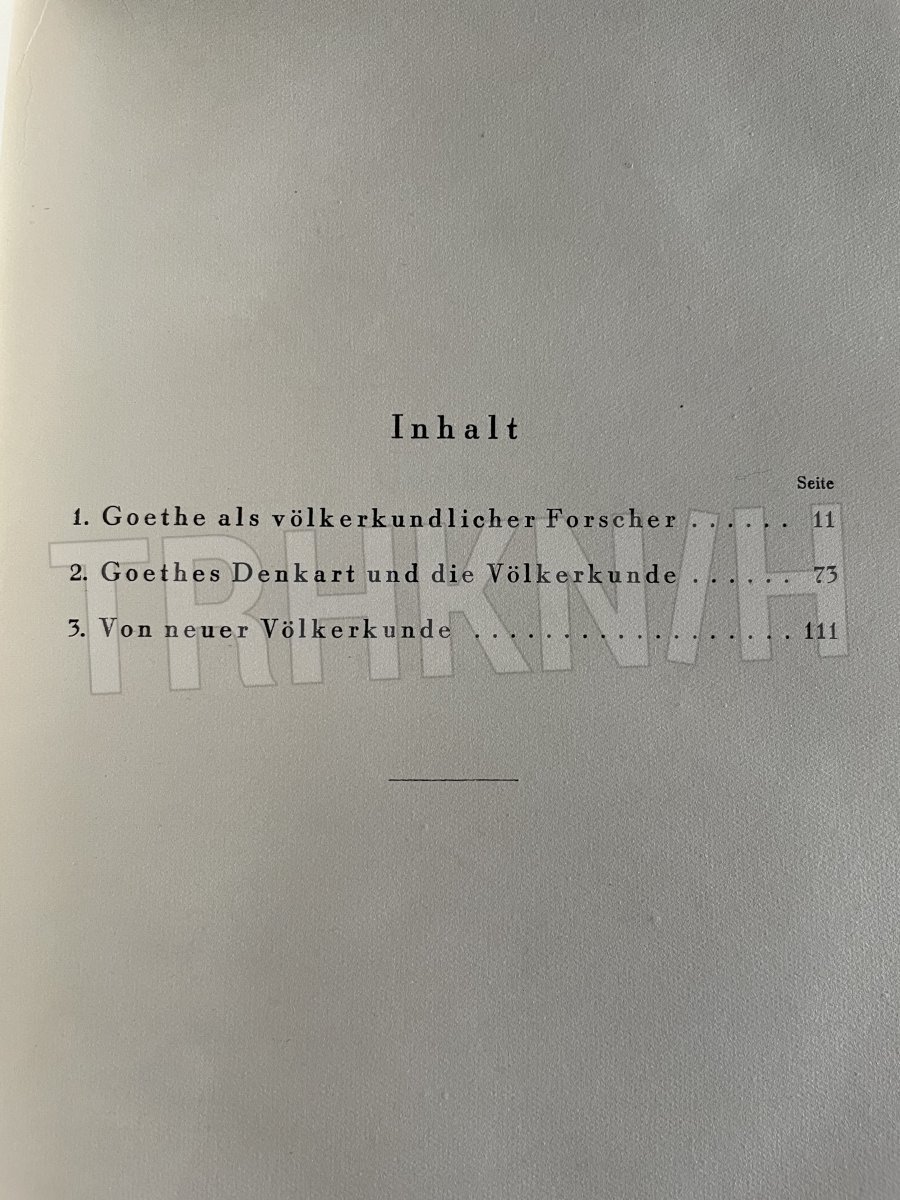 Inhalt
Seite
1. Goethe als völkerkundlicher Forscher . . . . . . 11
2. Goethes Denkart und die Völkerkunde . . . . . . 73
3. Von neuer Völkerkunde . . . . . . . . . . . . . . . . . . 111
TRHKN/H